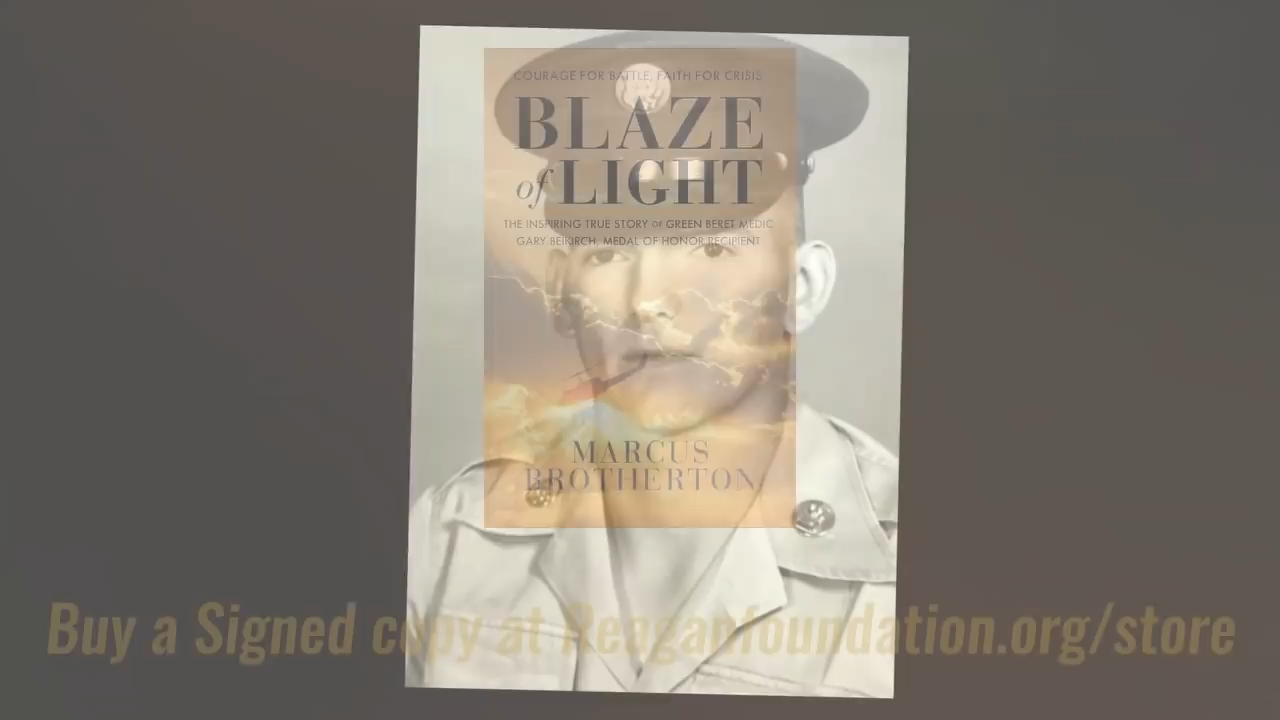 COURAGE FOR BATTLE, FAITH FOR CRISIS
BLAZE
of LIGHT
THE INSPIRING TRUE STORY OF GREEN BERET MEDIC
GARY BEIKIRCH, MEDAL OF HONOR RECIPIENT
MARCUS
BROTHERTON
Buy a Signed copy at Reaganfoundation.org/store